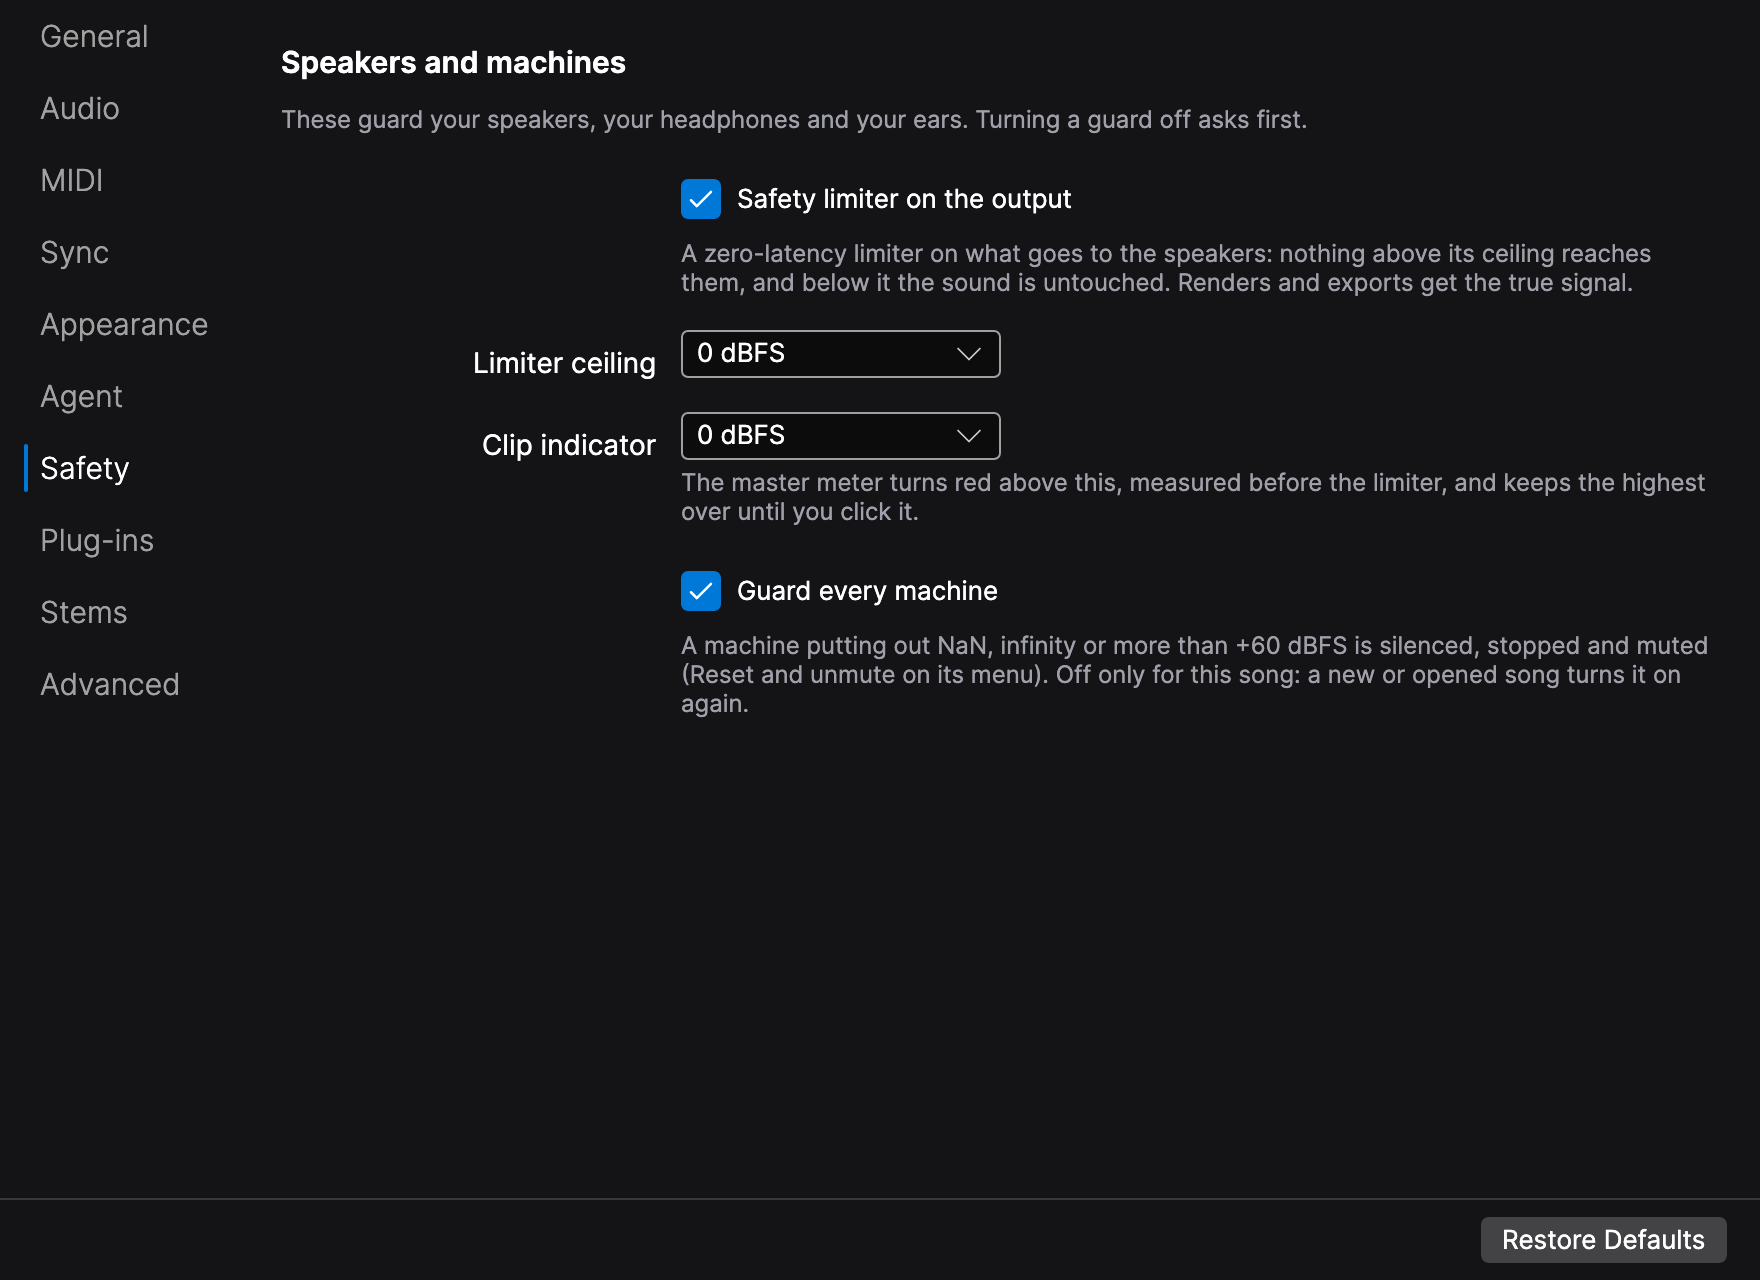 General
Audio
MIDI
Sync
Appearance
Agent
Safety
Plug-ins
Stems
Advanced
Speakers and machines
These guard your speakers, your headphones and your ears. Turning a guard off asks first.
Safety limiter on the output
A zero-latency limiter on what goes to the speakers: nothing above its ceiling reaches
them, and below it the sound is untouched. Renders and exports get the true signal.
Limiter ceiling 0 dBFS
Clip indicator 0 dBFS
The master meter turns red above this, measured before the limiter, and keeps the highest
over until you click it.
Guard every machine
A machine putting out NaN, infinity or more than +60 dBFS is silenced, stopped and muted
(Reset and unmute on its menu). Off only for this song: a new or opened song turns it on
again.
Restore Defaults